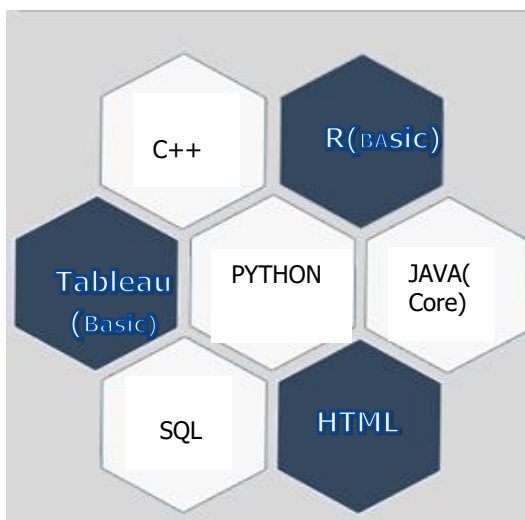 C++
R(BAsic)
Tableau
(Basic)
PYTHON
JAVA(
Core)
SQL
HTML